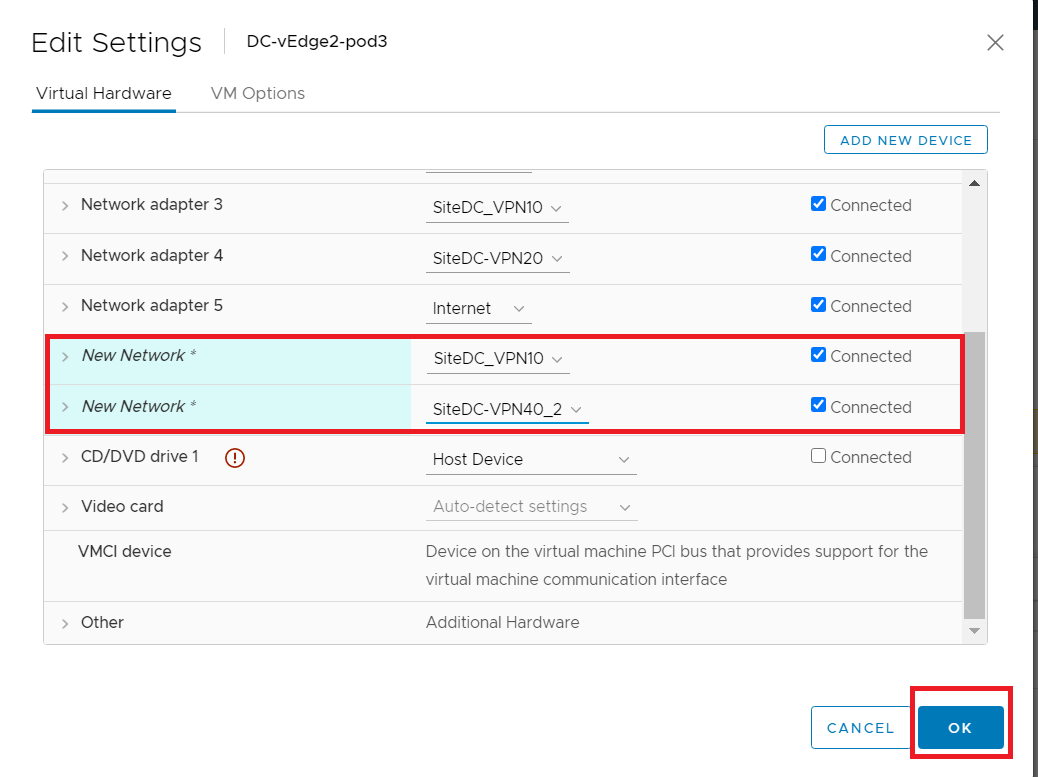 Edit Settings DC-vEdge2-pod3
Virtual Hardware VM Options
ADD NEW DEVICE
Network adapter 3 SiteDC_VPN10 Connected
Network adapter 4 SiteDC-VPN20 Connected
Network adapter 5 Internet Connected
New Network * SiteDC_VPN10 Connected
New Network * SiteDC-VPN40_2 Connected
CD/DVD drive 1 Host Device Connected
Video card Auto-detect settings
VMCI device Device on the virtual machine PCI bus that provides support for the
virtual machine communication interface
Other Additional Hardware
CANCEL OK